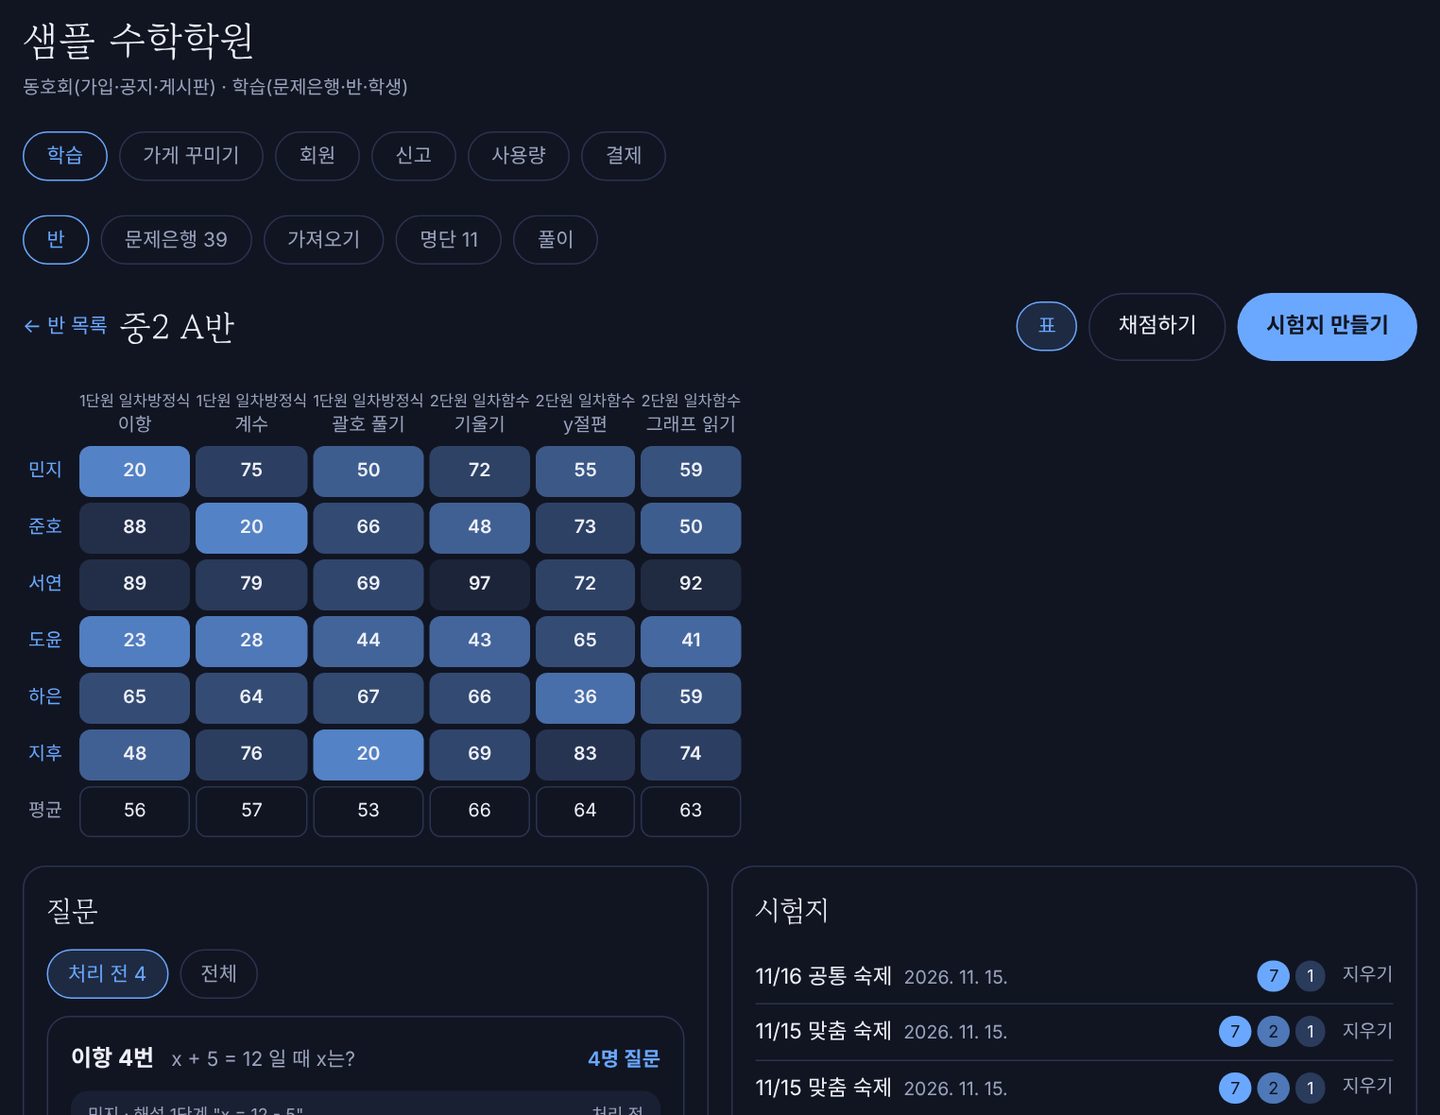 샘플 수학학원
동호회(가입·공지·게시판) · 학습(문제은행·반·학생)
학습 가게 꾸미기 회원 신고 사용량 결제
반 문제은행 39 가져오기 명단 11 풀이
← 반 목록 중2 A반 표 채점하기 시험지 만들기
1단원 일차방정식 1단원 일차방정식 1단원 일차방정식 2단원 일차함수 2단원 일차함수 2단원 일차함수
이항 계수 괄호 풀기 기울기 y절편 그래프 읽기
민지 20 75 50 72 55 59
준호 88 20 66 48 73 50
서연 89 79 69 97 72 92
도윤 23 28 44 43 65 41
하은 65 64 67 66 36 59
지후 48 76 20 69 83 74
평균 56 57 53 66 64 63
질문
처리 전 4 전체
이항 4번 x + 5 = 12 일 때 x는? 4명 질문
민지 · 해설 1단계 "x = 12 - 5" 처리 전
시험지
11/16 공통 숙제 2026. 11. 15. 7 1 지우기
11/15 맞춤 숙제 2026. 11. 15. 7 2 1 지우기
11/15 맞춤 숙제 2026. 11. 15. 7 2 1 지우기